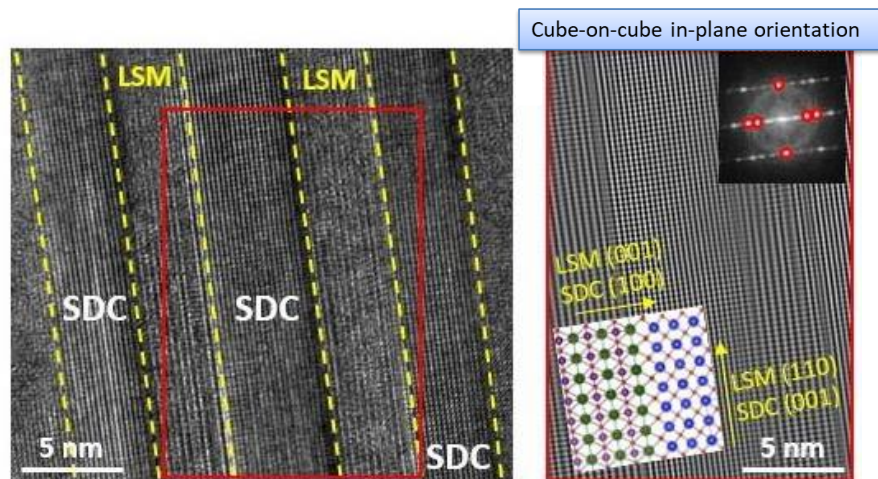 Cube-on-cube in-plane orientation
LSM
LSM
SDC
SDC
SDC
5 nm
LSM (001)
SDC (100)
LSM (110)
SDC (001)
5 nm